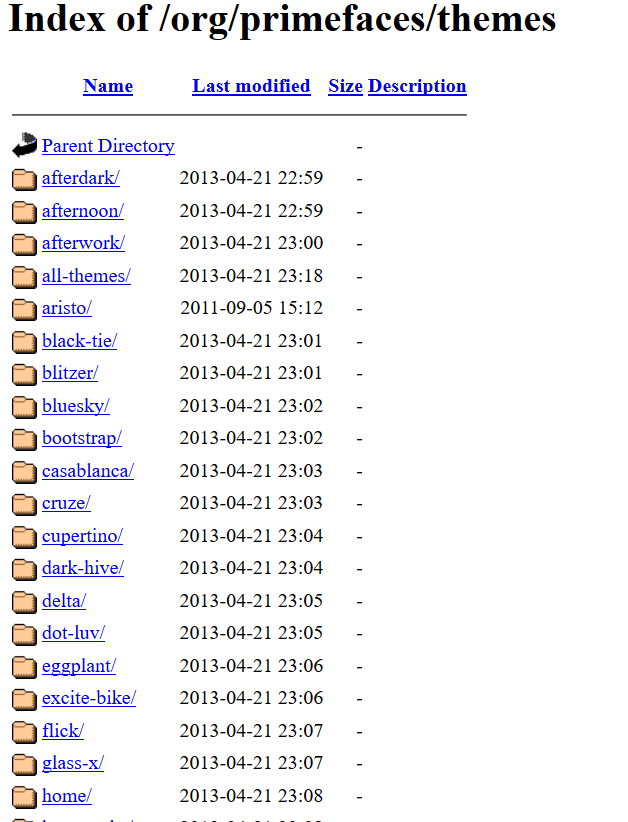 Index of /org/primefaces/themes
Name Last modified Size Description
Parent Directory -
afterdark/ 2013-04-21 22:59 -
afternoon/ 2013-04-21 22:59 -
afterwork/ 2013-04-21 23:00 -
all-themes/ 2013-04-21 23:18 -
aristo/ 2011-09-05 15:12 -
black-tie/ 2013-04-21 23:01 -
blitzer/ 2013-04-21 23:01 -
bluesky/ 2013-04-21 23:02 -
bootstrap/ 2013-04-21 23:02 -
casablanca/ 2013-04-21 23:03 -
cruze/ 2013-04-21 23:03 -
cupertino/ 2013-04-21 23:04 -
dark-hive/ 2013-04-21 23:04 -
delta/ 2013-04-21 23:05 -
dot-luv/ 2013-04-21 23:05 -
eggplant/ 2013-04-21 23:06 -
excite-bike/ 2013-04-21 23:06 -
flick/ 2013-04-21 23:07 -
glass-x/ 2013-04-21 23:07 -
home/ 2013-04-21 23:08 -